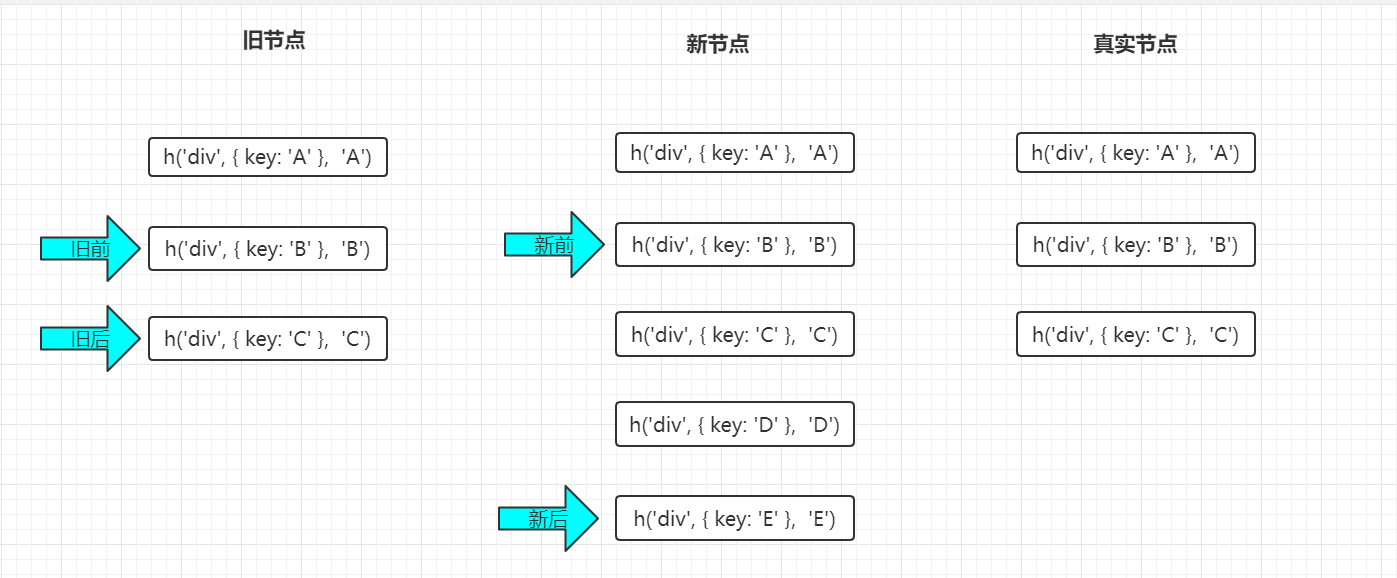 旧节点 新节点 真实节点
h('div', { key: 'A' }, 'A') h('div', { key: 'A' }, 'A') h('div', { key: 'A' }, 'A')
旧前 h('div', { key: 'B' }, 'B') 新前 h('div', { key: 'B' }, 'B') h('div', { key: 'B' }, 'B')
旧后 h('div', { key: 'C' }, 'C') h('div', { key: 'C' }, 'C') h('div', { key: 'C' }, 'C')
h('div', { key: 'D' }, 'D')
新后 h('div', { key: 'E' }, 'E')